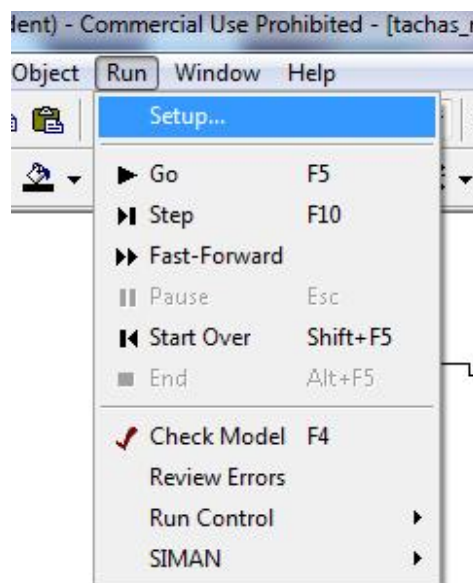 dent) - Commercial Use Prohibited - [tachas_
Object Run Window Help
Setup...
Go F5
Step F10
Fast-Forward
Pause Esc
Start Over Shift+F5
End Alt+F5
Check Model F4
Review Errors
Run Control
SIMAN